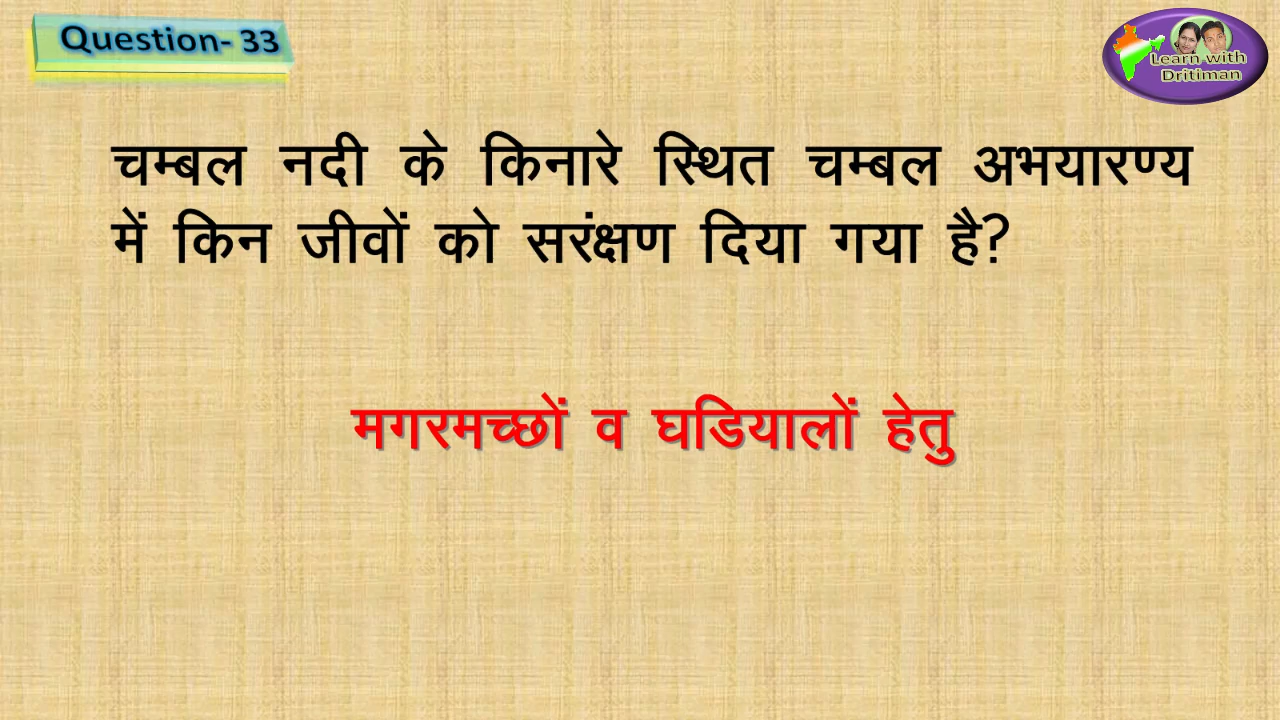 Question- 33
Learn with
Dritiman
चम्बल नदी के किनारे स्थित चम्बल अभयारण्य
में किन जीवों को सरंक्षण दिया गया है?
मगरमच्छों व घडियालों हेतु